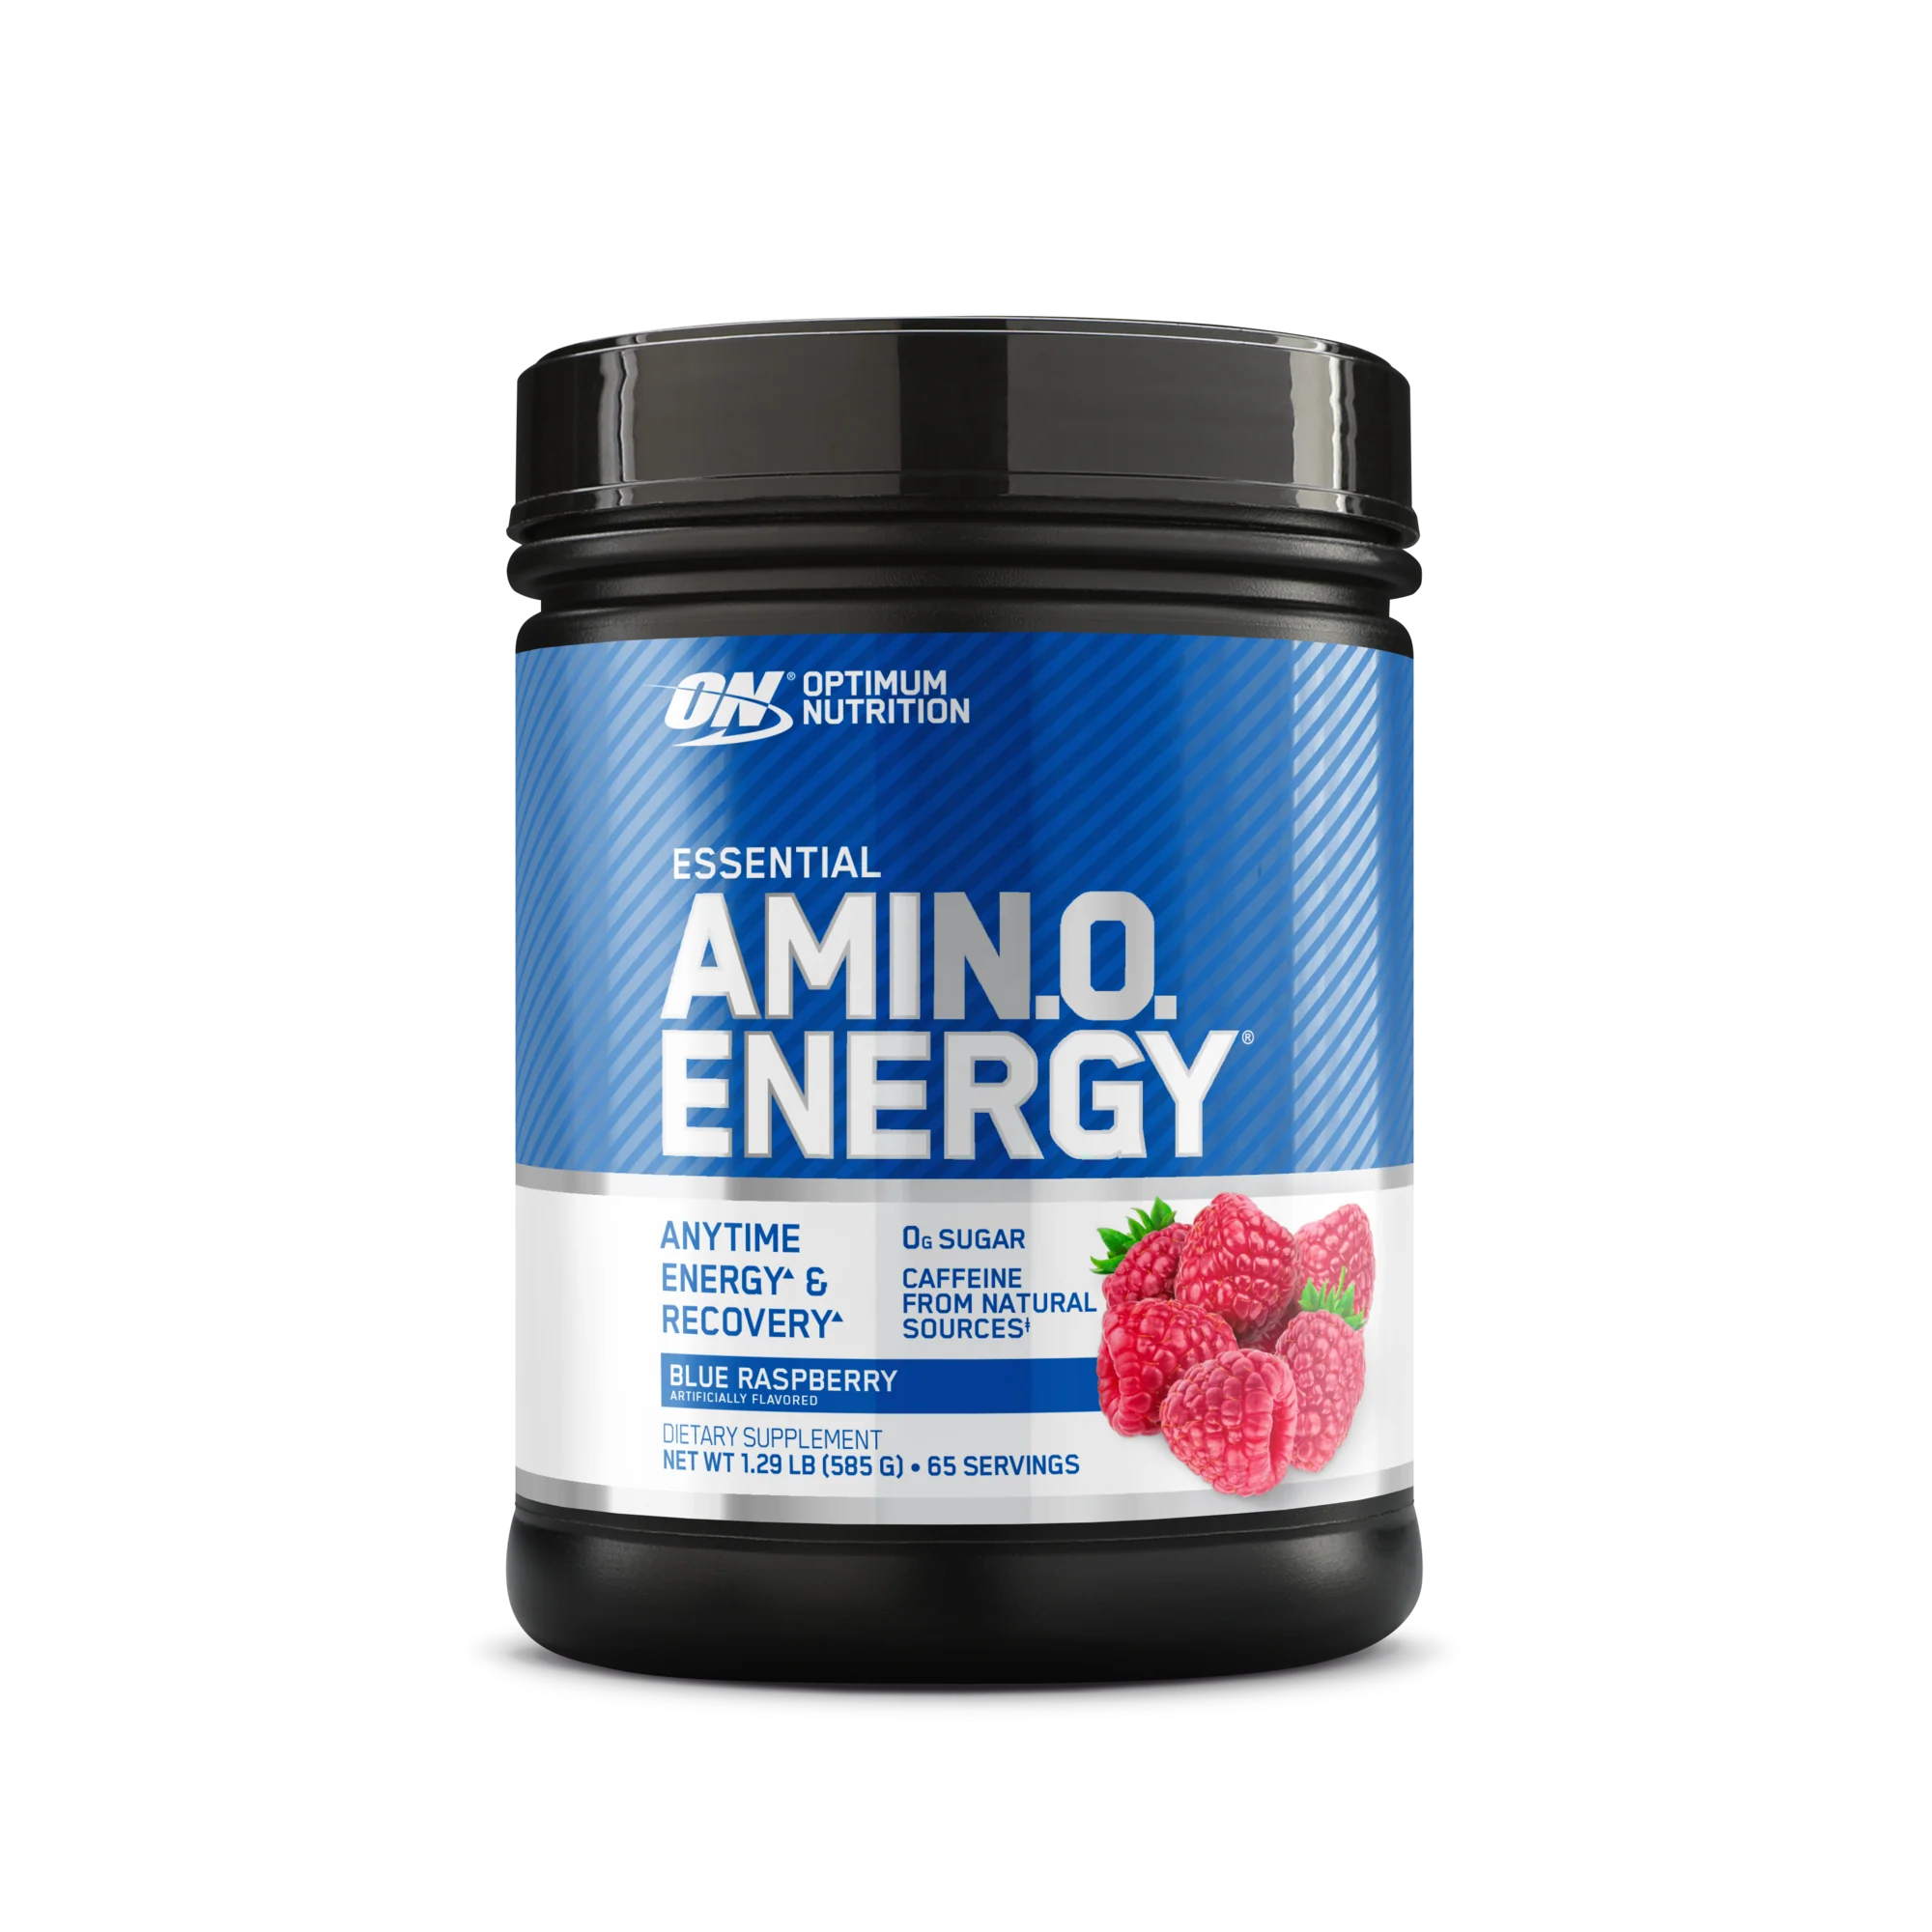 ON® OPTIMUM
NUTRITION
ESSENTIAL
AMIN.O.
ENERGY®
ANYTIME
ENERGY▲ &
RECOVERY▲
0G SUGAR
CAFFEINE
FROM NATURAL
SOURCES‡
BLUE RASPBERRY
ARTIFICIALLY FLAVORED
DIETARY SUPPLEMENT
NET WT 1.29 LB (585 G) • 65 SERVINGS